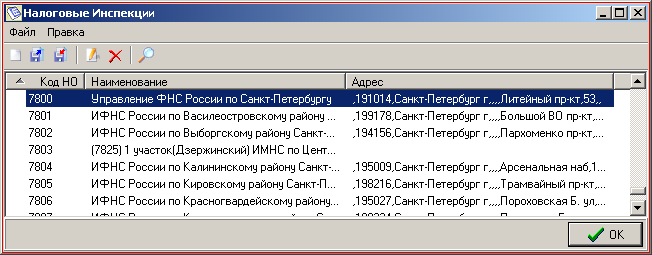 Налоговые Инспекции
Файл Правка
Код НО Наименование Адрес
7800 Управление ФНС России по Санкт-Петербургу ,191014,Санкт-Петербург г,,,,Литейный пр-кт,53,,
7801 ИФНС России по Василеостровскому району ... ,199178,Санкт-Петербург г,,,,Большой ВО пр-кт,...
7802 ИФНС России по Выборгскому району Санкт-... ,194156,Санкт-Петербург г,,,,Пархоменко пр-кт,...
7803 (7825) 1 участок(Дзержинский) ИМНС по Цент...
7804 ИФНС России по Калининскому району Санкт-... ,195009,Санкт-Петербург г,,,,Арсенальная наб,1...
7805 ИФНС России по Кировскому району Санкт-П... ,198216,Санкт-Петербург г,,,,Трамвайный пр-кт,...
7806 ИФНС России по Красногвардейскому району ... ,195027,Санкт-Петербург г,,,,Пороховская Б. ул,...
7807 ИФНС России по
OK